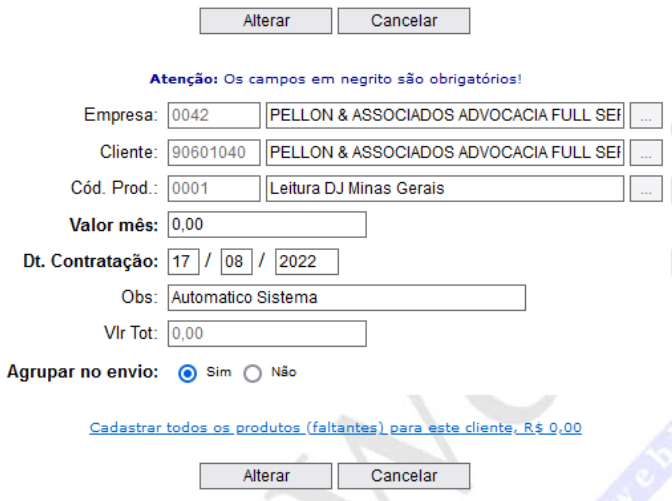 Alterar Cancelar
Atenção: Os campos em negrito são obrigatórios!
Empresa: 0042 PELLON & ASSOCIADOS ADVOCACIA FULL SE ...
Cliente: 90601040 PELLON & ASSOCIADOS ADVOCACIA FULL SE ...
Cód. Prod.: 0001 Leitura DJ Minas Gerais ...
Valor mês: 0,00
Dt. Contratação: 17 / 08 / 2022
Obs: Automatico Sistema
Vlr Tot: 0,00
Agrupar no envio: Sim Não
Cadastrar todos os produtos (faltantes) para este cliente, R$ 0,00
Alterar Cancelar